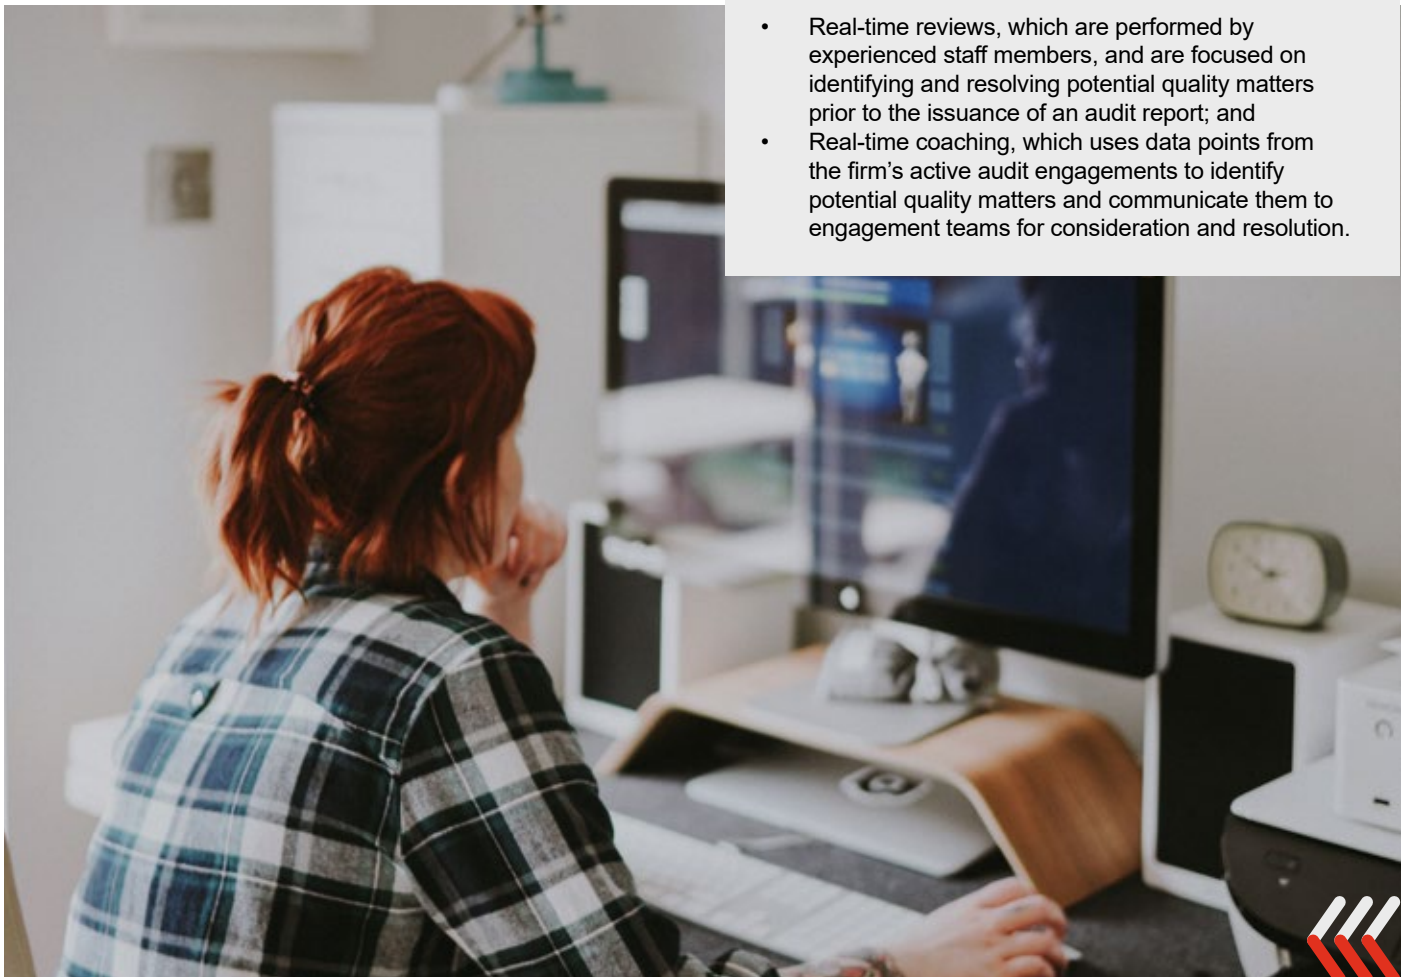 • Real-time reviews, which are performed by
experienced staff members, and are focused on
identifying and resolving potential quality matters
prior to the issuance of an audit report; and
• Real-time coaching, which uses data points from
the firm’s active audit engagements to identify
potential quality matters and communicate them to
engagement teams for consideration and resolution.